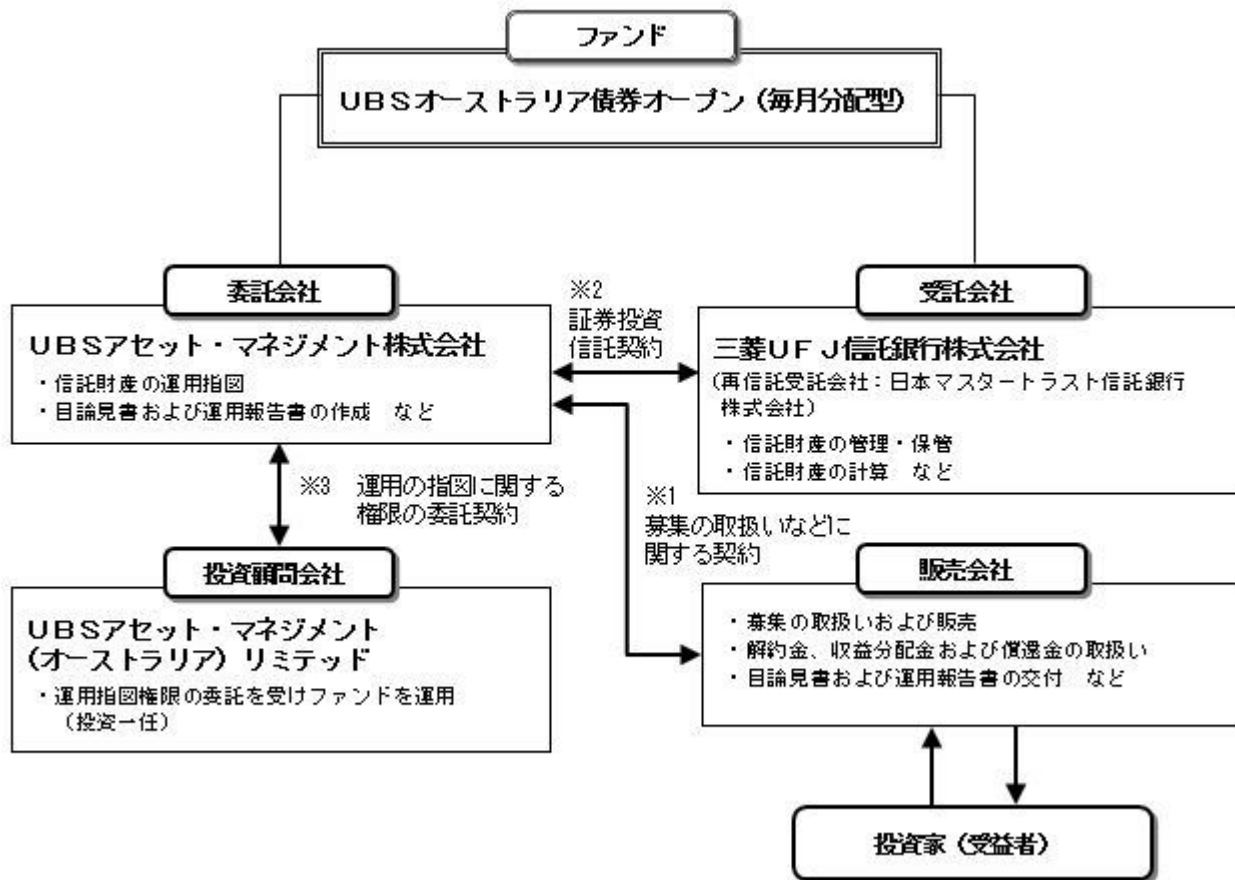 ファンド
UBSオーストラリア債券オープン（毎月分配型）
委託会社
UBSアセット・マネジメント株式会社
・信託財産の運用指図
・目論見書および運用報告書の作成　など
※2
証券投資
信託契約
受託会社
三菱UFJ信託銀行株式会社
（再信託受託会社：日本マスタートラスト信託銀行
株式会社）
・信託財産の管理・保管
・信託財産の計算　など
※3　運用の指図に関する
権限の委託契約
※1
募集の取扱いなどに
関する契約
投資顧問会社
UBSアセット・マネジメント
（オーストラリア）リミテッド
・運用指図権限の委託を受けファンドを運用
（投資一任）
販売会社
・募集の取扱いおよび販売
・解約金、収益分配金および償還金の取扱い
・目論見書および運用報告書の交付　など
投資家（受益者）